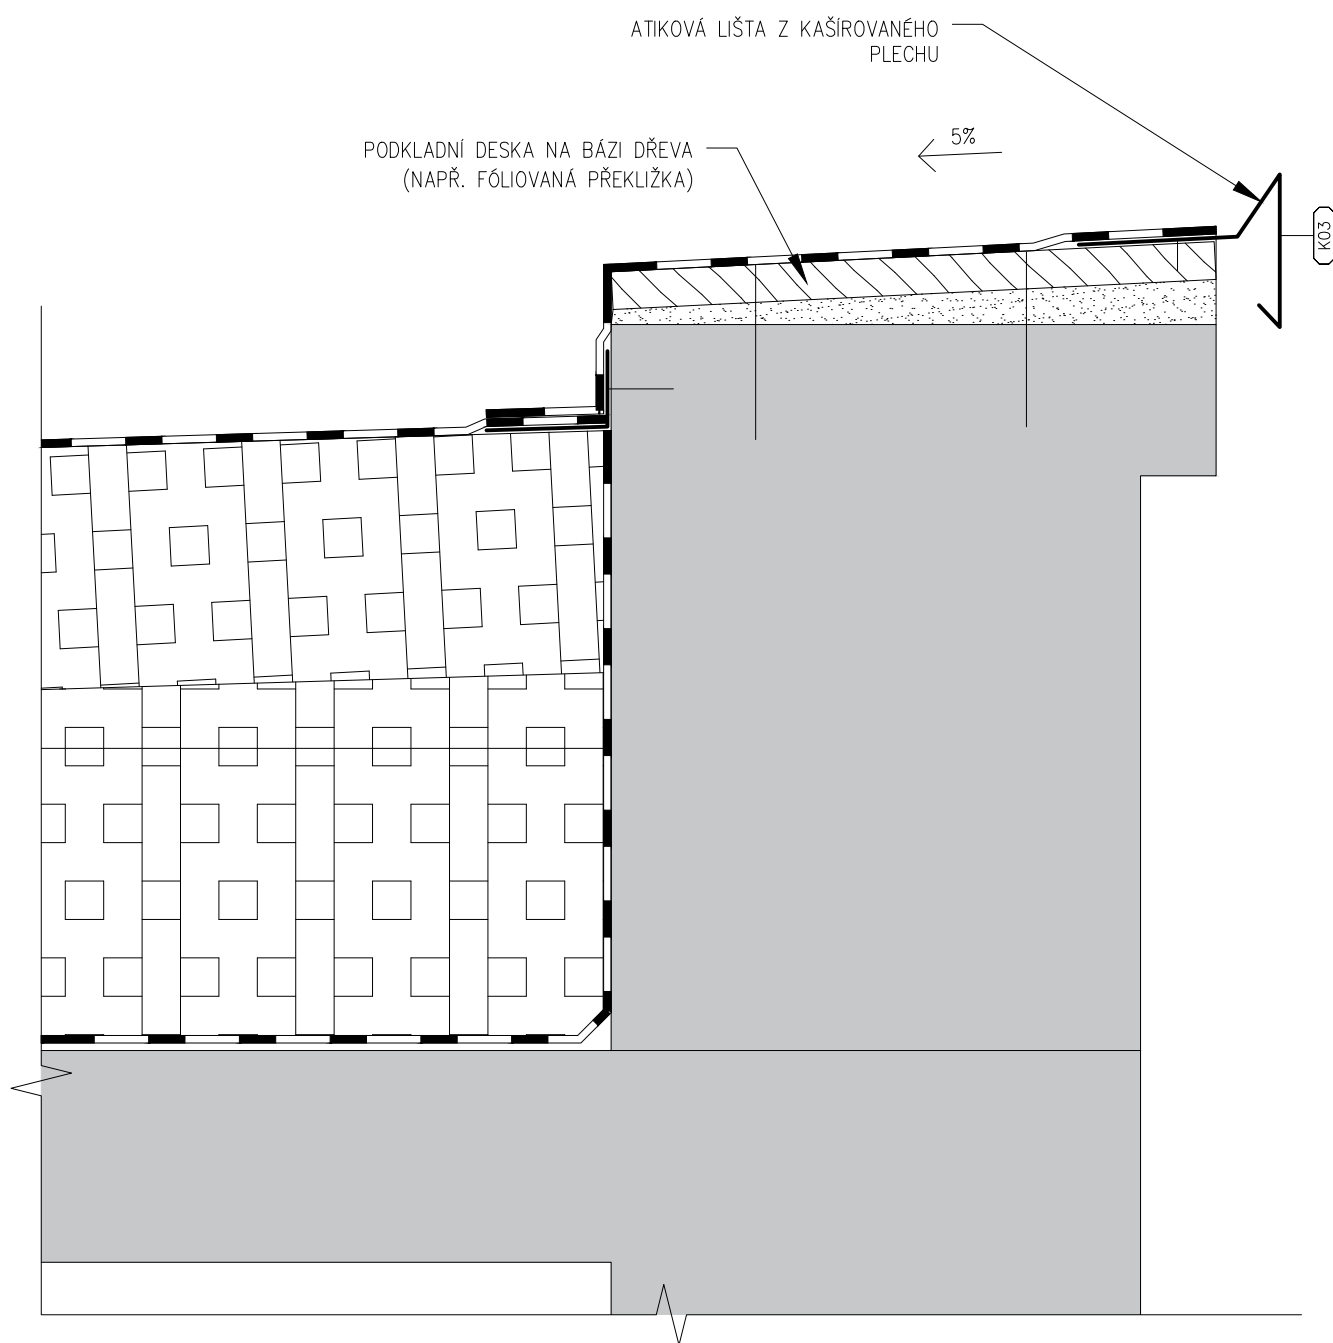 ATIKOVÁ LIŠTA Z KAŠÍROVANÉHO
PLECHU
5%
PODKLADNÍ DESKA NA BÁZI DŘEVA
(NAPŘ. FÓLIOVANÁ PŘEKLIŽKA)
K03